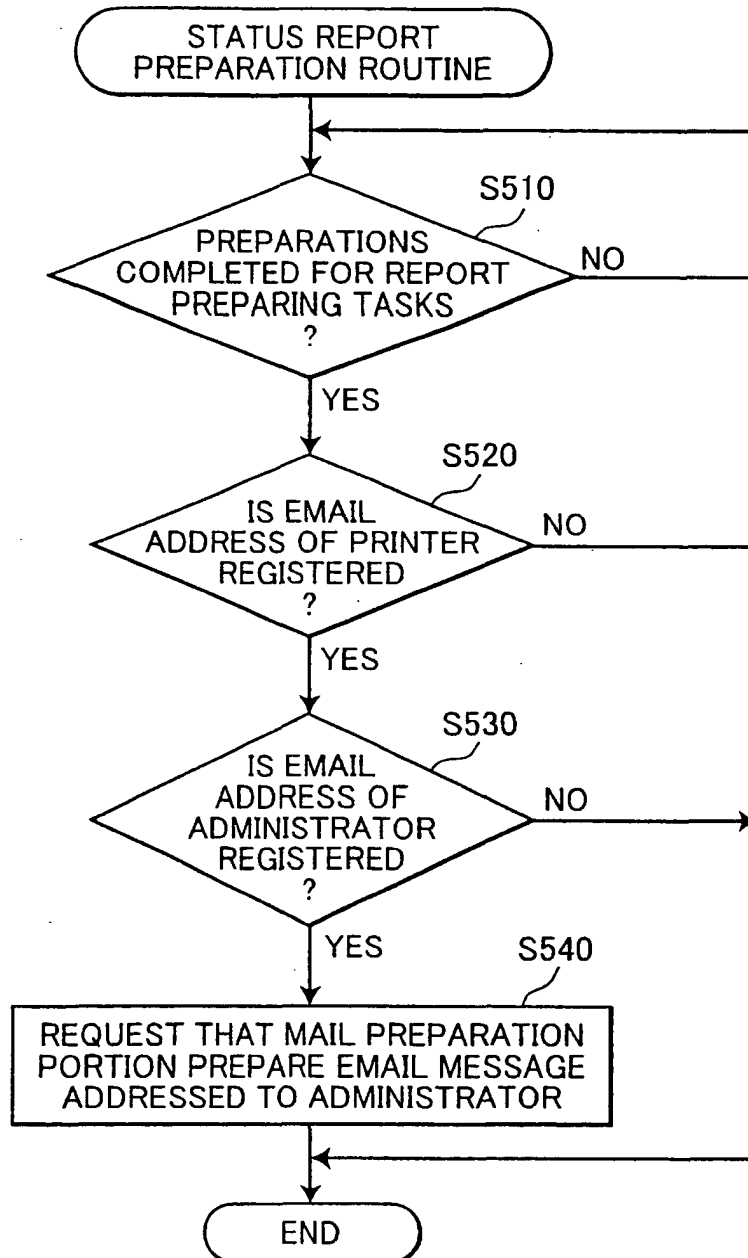 STATUS REPORT
PREPARATION ROUTINE
S510
PREPARATIONS
COMPLETED FOR REPORT
PREPARING TASKS
?
NO
YES
S520
IS EMAIL
ADDRESS OF PRINTER
REGISTERED
?
NO
YES
S530
IS EMAIL
ADDRESS OF
ADMINISTRATOR
REGISTERED
?
NO
YES
S540
REQUEST THAT MAIL PREPARATION
PORTION PREPARE EMAIL MESSAGE
ADDRESSED TO ADMINISTRATOR
END